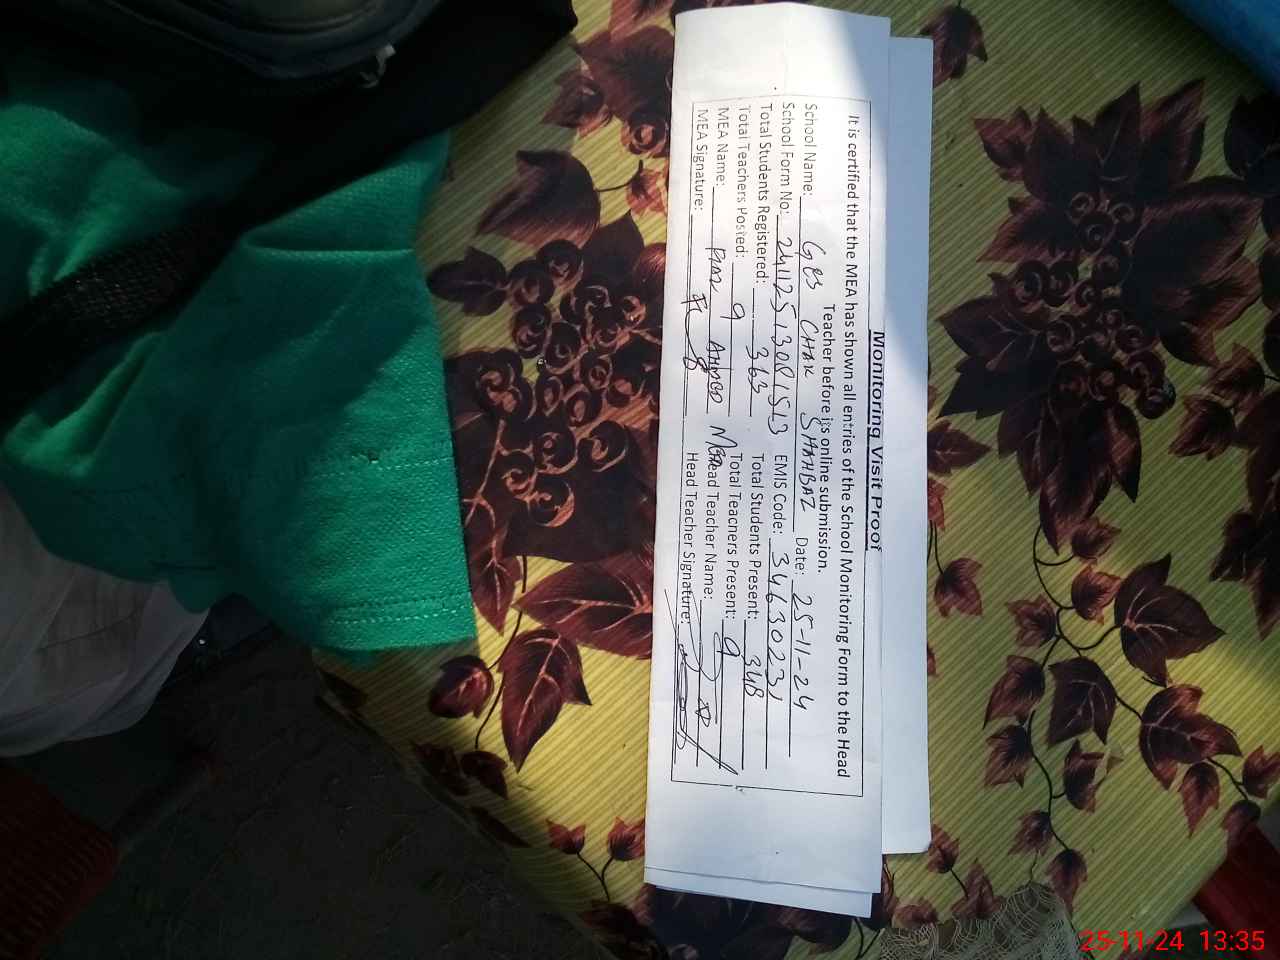 Monitoring Visit Proof
It is certified that the MEA has shown all entries of the School Monitoring Form to the Head
Teacher before its online submission.
School Name: GES CHAK SHAHBAZ Date: 25-11-24
School Form No: 24112513081513 EMIS Code: 34630231
Total Students Registered: 363 Total Students Present: 348
Total Teachers Posted: 9 Total Teachers Present: 9
MEA Name: AHMED Head Teacher Name:
MEA Signature: Head Teacher Signature:
25-11-24 13:35